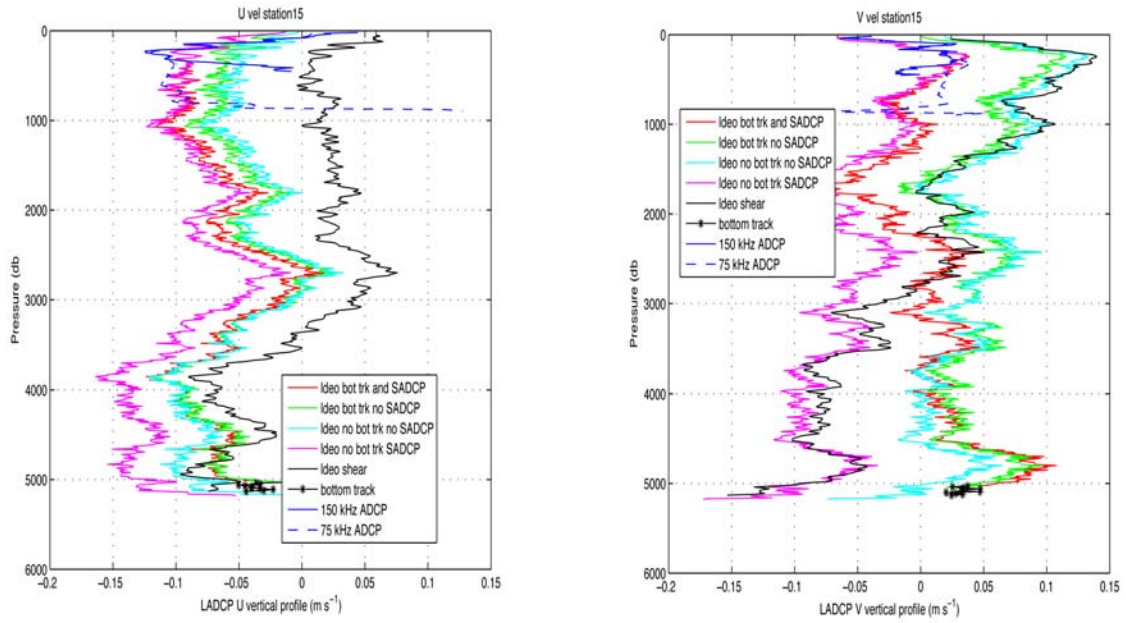 U vel station15
0
1000
2000
3000
4000
5000
6000
Pressure (db
ldeo bot trk and SADCP
ldeo bot trk no SADCP
ldeo no bot trk no SADCP
ldeo no bot trk SADCP
ldeo shear
bottom track
150 kHz ADCP
75 kHz ADCP
−0.2 −0.15 −0.1 −0.05 0 0.05 0.1 0.15
LADCP U vertical profile (m s⁻¹)
V vel station15
0
1000
2000
3000
4000
5000
6000
Pressure (db
ldeo bot trk and SADCP
ldeo bot trk no SADCP
ldeo no bot trk no SADCP
ldeo no bot trk SADCP
ldeo shear
bottom track
150 kHz ADCP
75 kHz ADCP
−0.2 −0.15 −0.1 −0.05 0 0.05 0.1 0.15
LADCP V vertical profile (m s⁻¹)